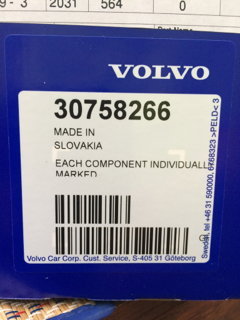 9-3 2031 564 0
VOLVO
30758266
MADE IN
SLOVAKIA
EACH COMPONENT INDIVIDUALL
MARKED
Volvo Car Corp. Cust. Service, S-405 31 Göteborg
Sweden, tel +46 31 590000, 6768323 >PELD< 3